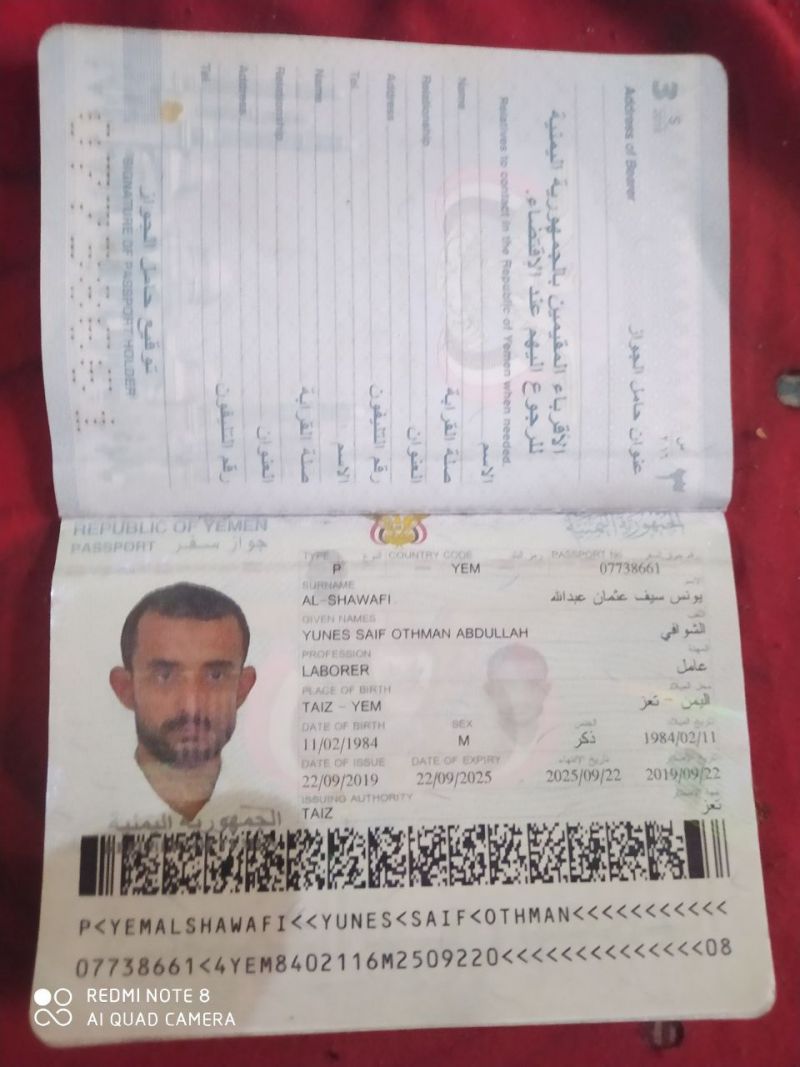 3
S
Address of Bearer
عنوان حامل الجواز
٣
ص
الأقرباء المقيمين بالجمهورية اليمنية
للرجوع اليهم عند الإقتضاء.
Relatives to contact in the Republic of Yemen when needed
Name الاسم
Relationship صلة القرابة
Address العنوان
Tel. رقم التليفون
Name الاسم
Relationship صلة القرابة
Address العنوان
Tel. رقم التليفون
توقيع حامل الجواز
SIGNATURE OF PASSPORT HOLDER
REPUBLIC OF YEMEN الجمهورية اليمنية
PASSPORT جواز سفر
TYPE النوع COUNTRY CODE رمز البلد PASSPORT No رقم جواز السفر
P YEM 07738661
SURNAME
AL-SHAWAFI يونس سيف عثمان عبدالله
GIVEN NAMES اللقب
YUNES SAIF OTHMAN ABDULLAH الشوافي
PROFESSION المهنة
LABORER عامل
PLACE OF BIRTH محل الميلاد
TAIZ - YEM اليمن - تعز
DATE OF BIRTH SEX الجنس تاريخ الميلاد
11/02/1984 M ذكر 1984/02/11
DATE OF ISSUE DATE OF EXPIRY تاريخ الانتهاء
22/09/2019 22/09/2025 2025/09/22 2019/09/22
ISSUING AUTHORITY
TAIZ تعز
الجمهورية اليمنية
P<YEMALSHAWAFI<<YUNES<SAIF<OTHMAN<<<<<<<<<<<
07738661<4YEM8402116M2509220<<<<<<<<<<<<<<08
REDMI NOTE 8
AI QUAD CAMERA